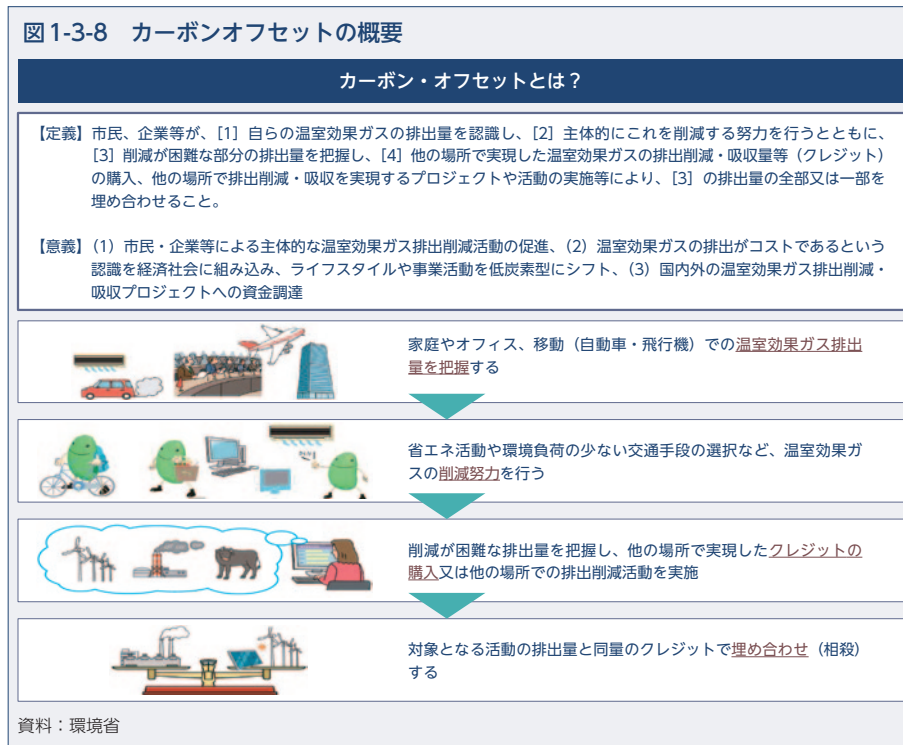 図1-3-8 カーボンオフセットの概要
カーボン・オフセットとは？
【定義】市民、企業等が、[1] 自らの温室効果ガスの排出量を認識し、[2] 主体的にこれを削減する努力を行うとともに、
[3] 削減が困難な部分の排出量を把握し、[4] 他の場所で実現した温室効果ガスの排出削減・吸収量等（クレジット）
の購入、他の場所で排出削減・吸収を実現するプロジェクトや活動の実施等により、[3] の排出量の全部又は一部を
埋め合わせること。
【意義】(1) 市民・企業等による主体的な温室効果ガス排出削減活動の促進、(2) 温室効果ガスの排出がコストであるという
認識を経済社会に組み込み、ライフスタイルや事業活動を低炭素型にシフト、(3) 国内外の温室効果ガス排出削減・
吸収プロジェクトへの資金調達
家庭やオフィス、移動（自動車・飛行機）での温室効果ガス排出
量を把握する
省エネ活動や環境負荷の少ない交通手段の選択など、温室効果ガ
スの削減努力を行う
削減が困難な排出量を把握し、他の場所で実現したクレジットの
購入又は他の場所での排出削減活動を実施
対象となる活動の排出量と同量のクレジットで埋め合わせ（相殺）
する
資料：環境省